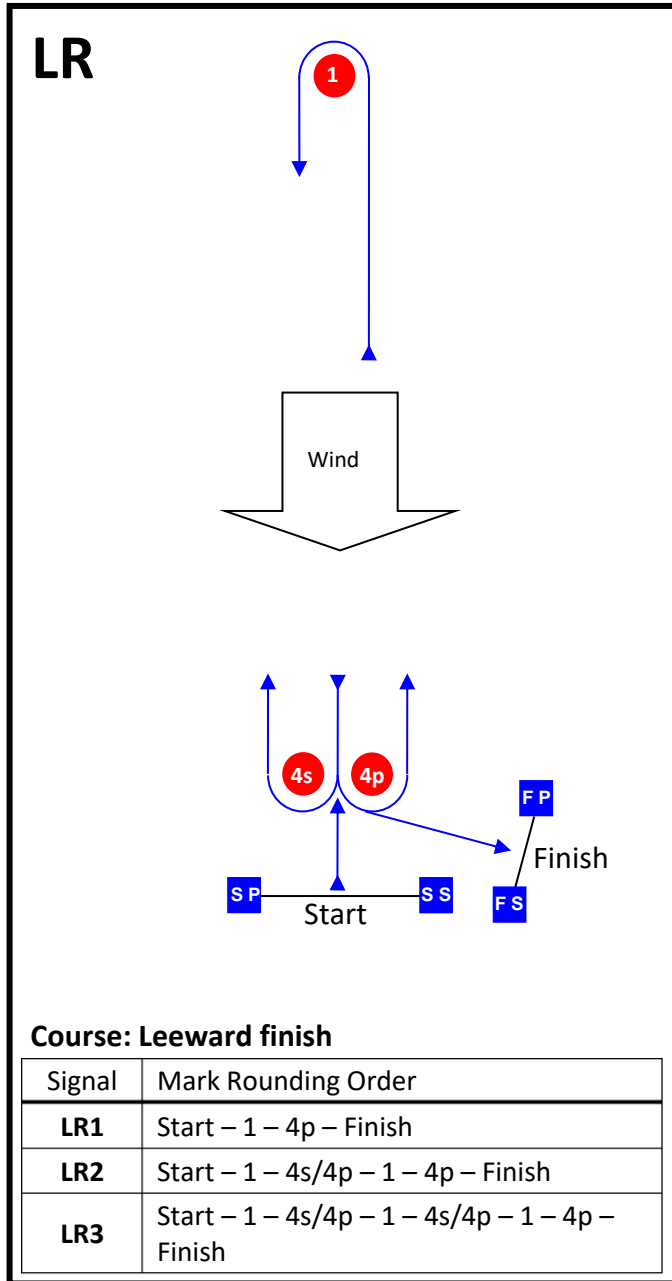 LR
1
Wind
4s 4p
F P
Finish
S P S S
Start
F S
Course: Leeward finish
Signal Mark Rounding Order
LR1 Start – 1 – 4p – Finish
LR2 Start – 1 – 4s/4p – 1 – 4p – Finish
LR3 Start – 1 – 4s/4p – 1 – 4s/4p – 1 – 4p –
Finish